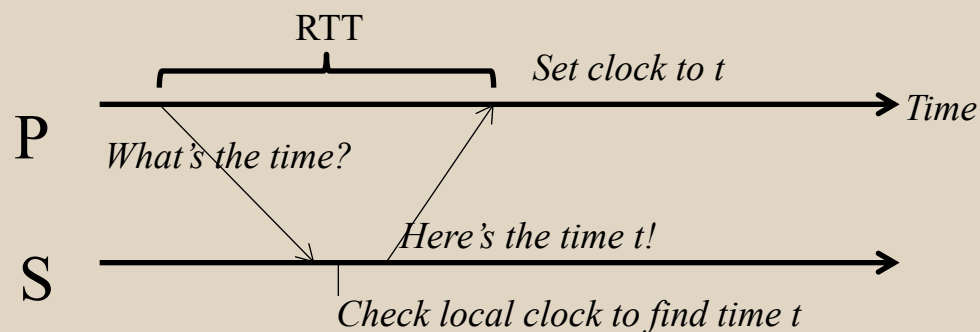 RTT
Set clock to t
P
Time
What's the time?
Here's the time t!
S
Check local clock to find time t